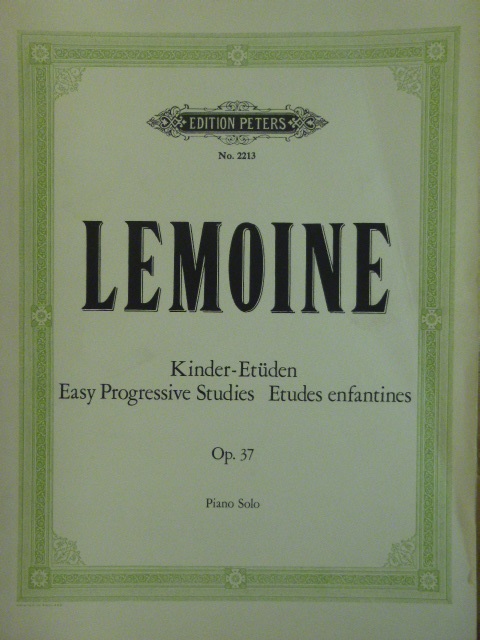 EDITION PETERS
No. 2213
LEMOINE
Kinder-Etüden
Easy Progressive Studies Etudes enfantines
Op. 37
Piano Solo